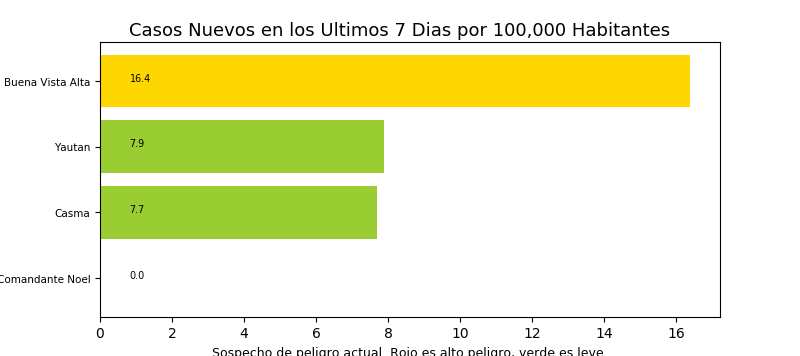 Casos Nuevos en los Ultimos 7 Dias por 100,000 Habitantes
Buena Vista Alta 16.4
Yautan 7.9
Casma 7.7
Comandante Noel 0.0
0 2 4 6 8 10 12 14 16
Sospecho de peligro actual. Rojo es alto peligro, verde es leve